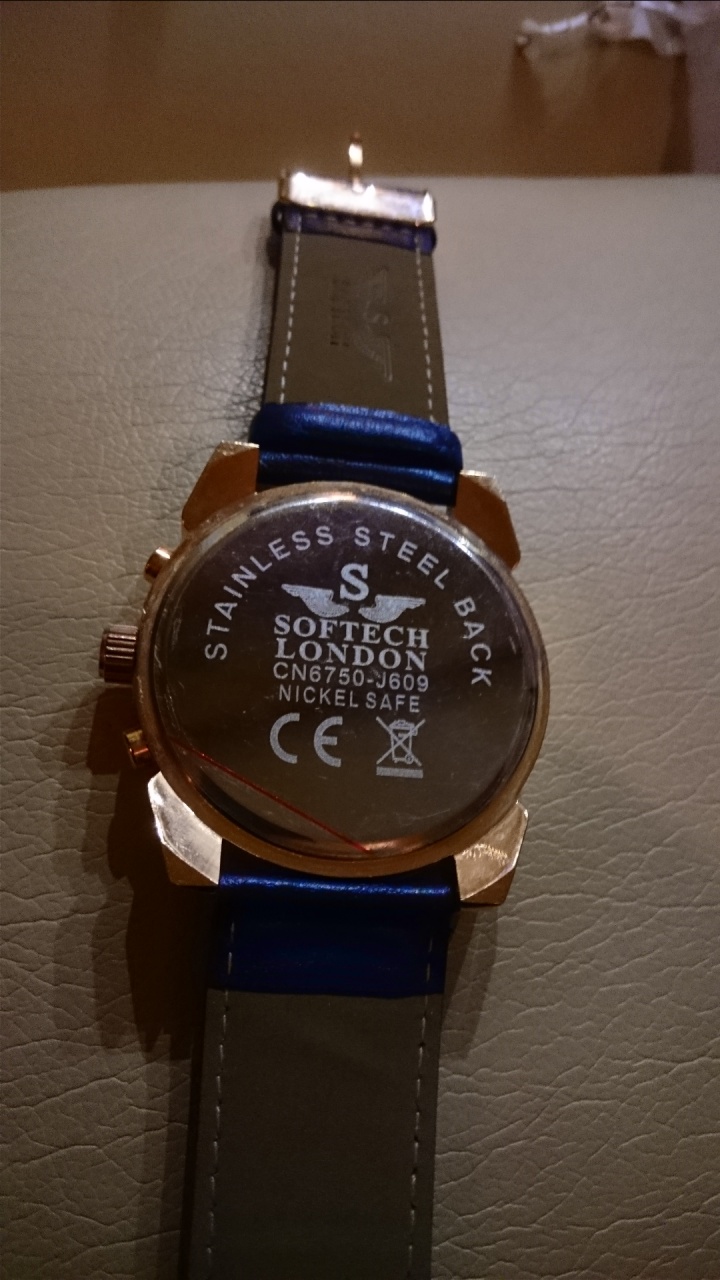 STAINLESS STEEL BACK
S
SOFTECH
LONDON
CN6750-J609
NICKEL SAFE
CE